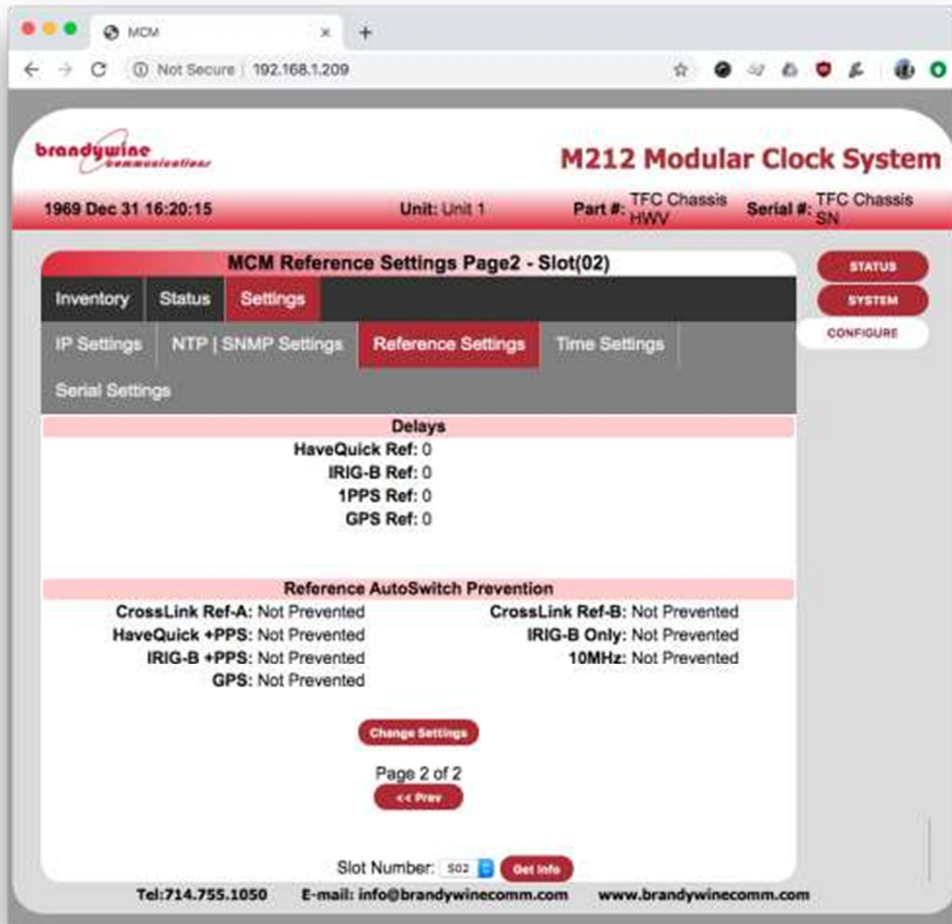 MCM
Not Secure | 192.168.1.209
brandywine
communications
M212 Modular Clock System
1969 Dec 31 16:20:15 Unit: Unit 1 Part #: TFC Chassis HWV Serial #: TFC Chassis SN
MCM Reference Settings Page2 - Slot(02)
STATUS
SYSTEM
CONFIGURE
Inventory Status Settings
IP Settings NTP | SNMP Settings Reference Settings Time Settings
Serial Settings
Delays
HaveQuick Ref: 0
IRIG-B Ref: 0
1PPS Ref: 0
GPS Ref: 0
Reference AutoSwitch Prevention
CrossLink Ref-A: Not Prevented CrossLink Ref-B: Not Prevented
HaveQuick +PPS: Not Prevented IRIG-B Only: Not Prevented
IRIG-B +PPS: Not Prevented 10MHz: Not Prevented
GPS: Not Prevented
Change Settings
Page 2 of 2
<< Prev
Slot Number: S02 Get Info
Tel:714.755.1050 E-mail: info@brandywinecomm.com www.brandywinecomm.com